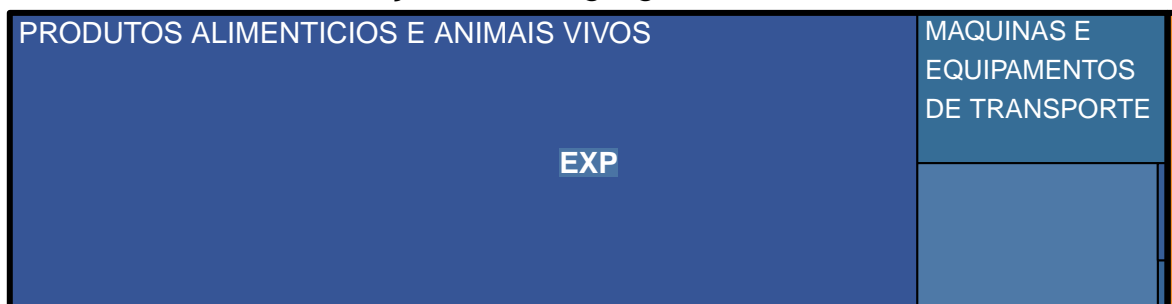 PRODUTOS ALIMENTICIOS E ANIMAIS VIVOS
MAQUINAS E
EQUIPAMENTOS
DE TRANSPORTE
EXP